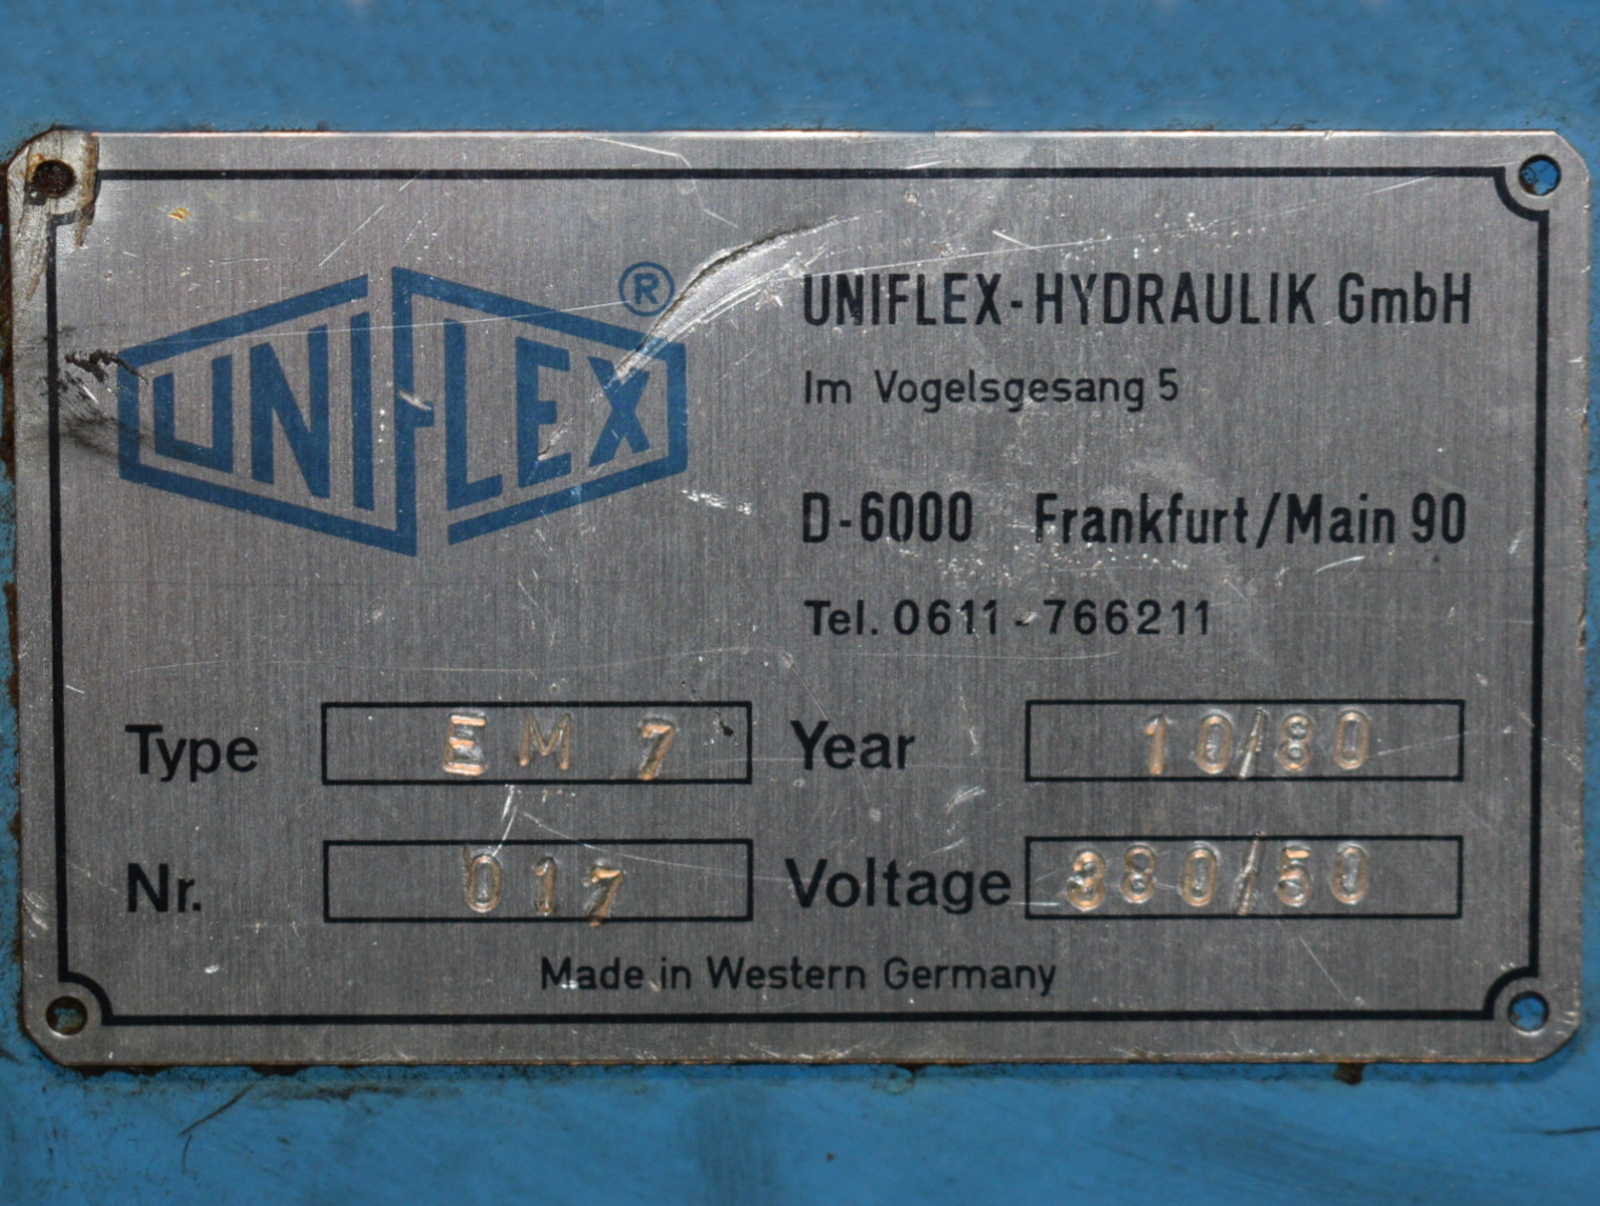 UNIFLEX ®
UNIFLEX-HYDRAULIK GmbH
Im Vogelsgesang 5
D-6000 Frankfurt/Main 90
Tel. 0611-766211
Type EM 7 Year 10/80
Nr. 017 Voltage 380/50
Made in Western Germany